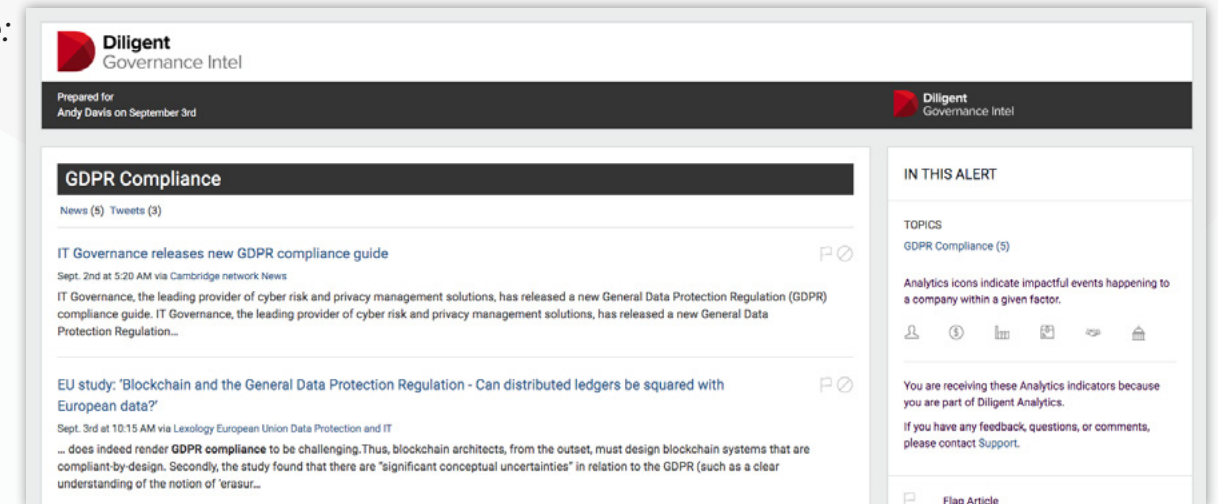 :
Diligent
Governance Intel
Prepared for
Andy Davis on September 3rd
Diligent
Governance Intel
GDPR Compliance
News (5) Tweets (3)
IT Governance releases new GDPR compliance guide
Sept. 2nd at 5:20 AM via Cambridge network News
IT Governance, the leading provider of cyber risk and privacy management solutions, has released a new General Data Protection Regulation (GDPR)
compliance guide. IT Governance, the leading provider of cyber risk and privacy management solutions, has released a new General Data
Protection Regulation...
EU study: 'Blockchain and the General Data Protection Regulation - Can distributed ledgers be squared with
European data?'
Sept. 3rd at 10:15 AM via Lexology European Union Data Protection and IT
... does indeed render GDPR compliance to be challenging.Thus, blockchain architects, from the outset, must design blockchain systems that are
compliant-by-design. Secondly, the study found that there are "significant conceptual uncertainties" in relation to the GDPR (such as a clear
understanding of the notion of 'erasur...
IN THIS ALERT
TOPICS
GDPR Compliance (5)
Analytics icons indicate impactful events happening to
a company within a given factor.
You are receiving these Analytics indicators because
you are part of Diligent Analytics.
If you have any feedback, questions, or comments,
please contact Support.
Flag Article